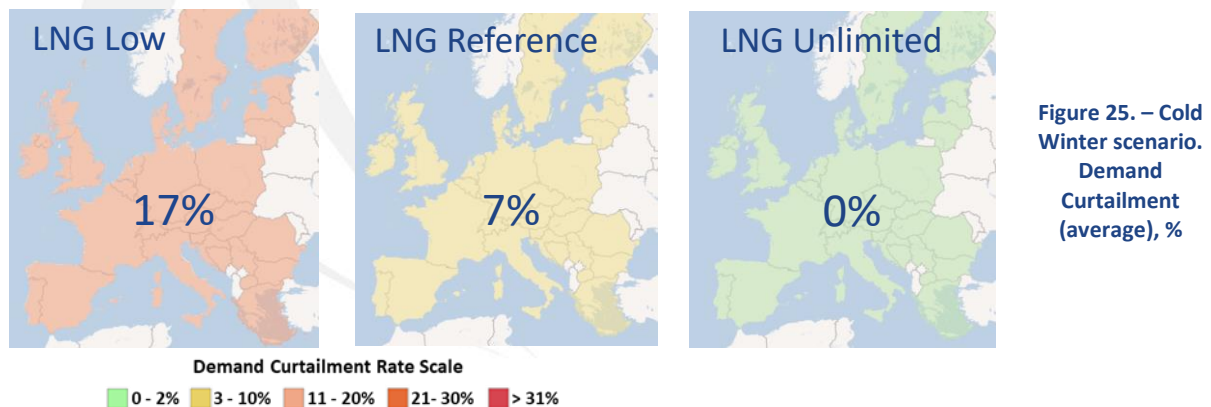 LNG Low
LNG Reference
LNG Unlimited
17%
7%
0%
Figure 25. – Cold
Winter scenario.
Demand
Curtailment
(average), %
Demand Curtailment Rate Scale
0 - 2%
3 - 10%
11 - 20%
21- 30%
> 31%